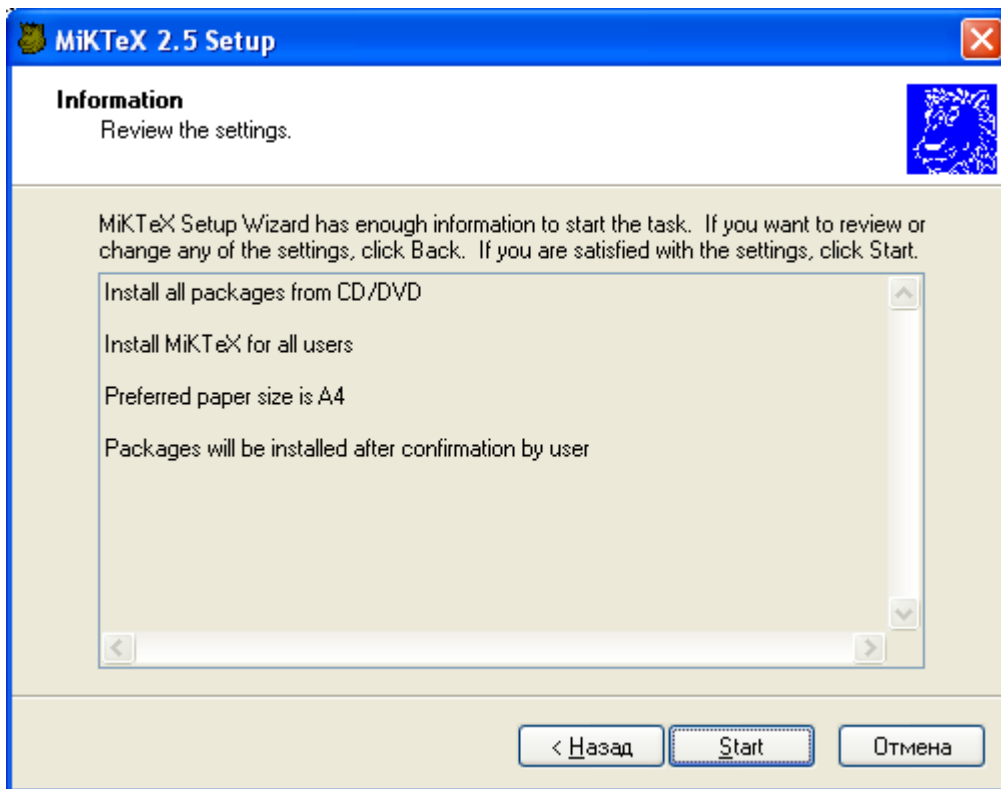 MiKTeX 2.5 Setup
Information
Review the settings.
MiKTeX Setup Wizard has enough information to start the task.  If you want to review or
change any of the settings, click Back.  If you are satisfied with the settings, click Start.
Install all packages from CD/DVD
Install MiKTeX for all users
Preferred paper size is A4
Packages will be installed after confirmation by user
< Назад
Start
Отмена